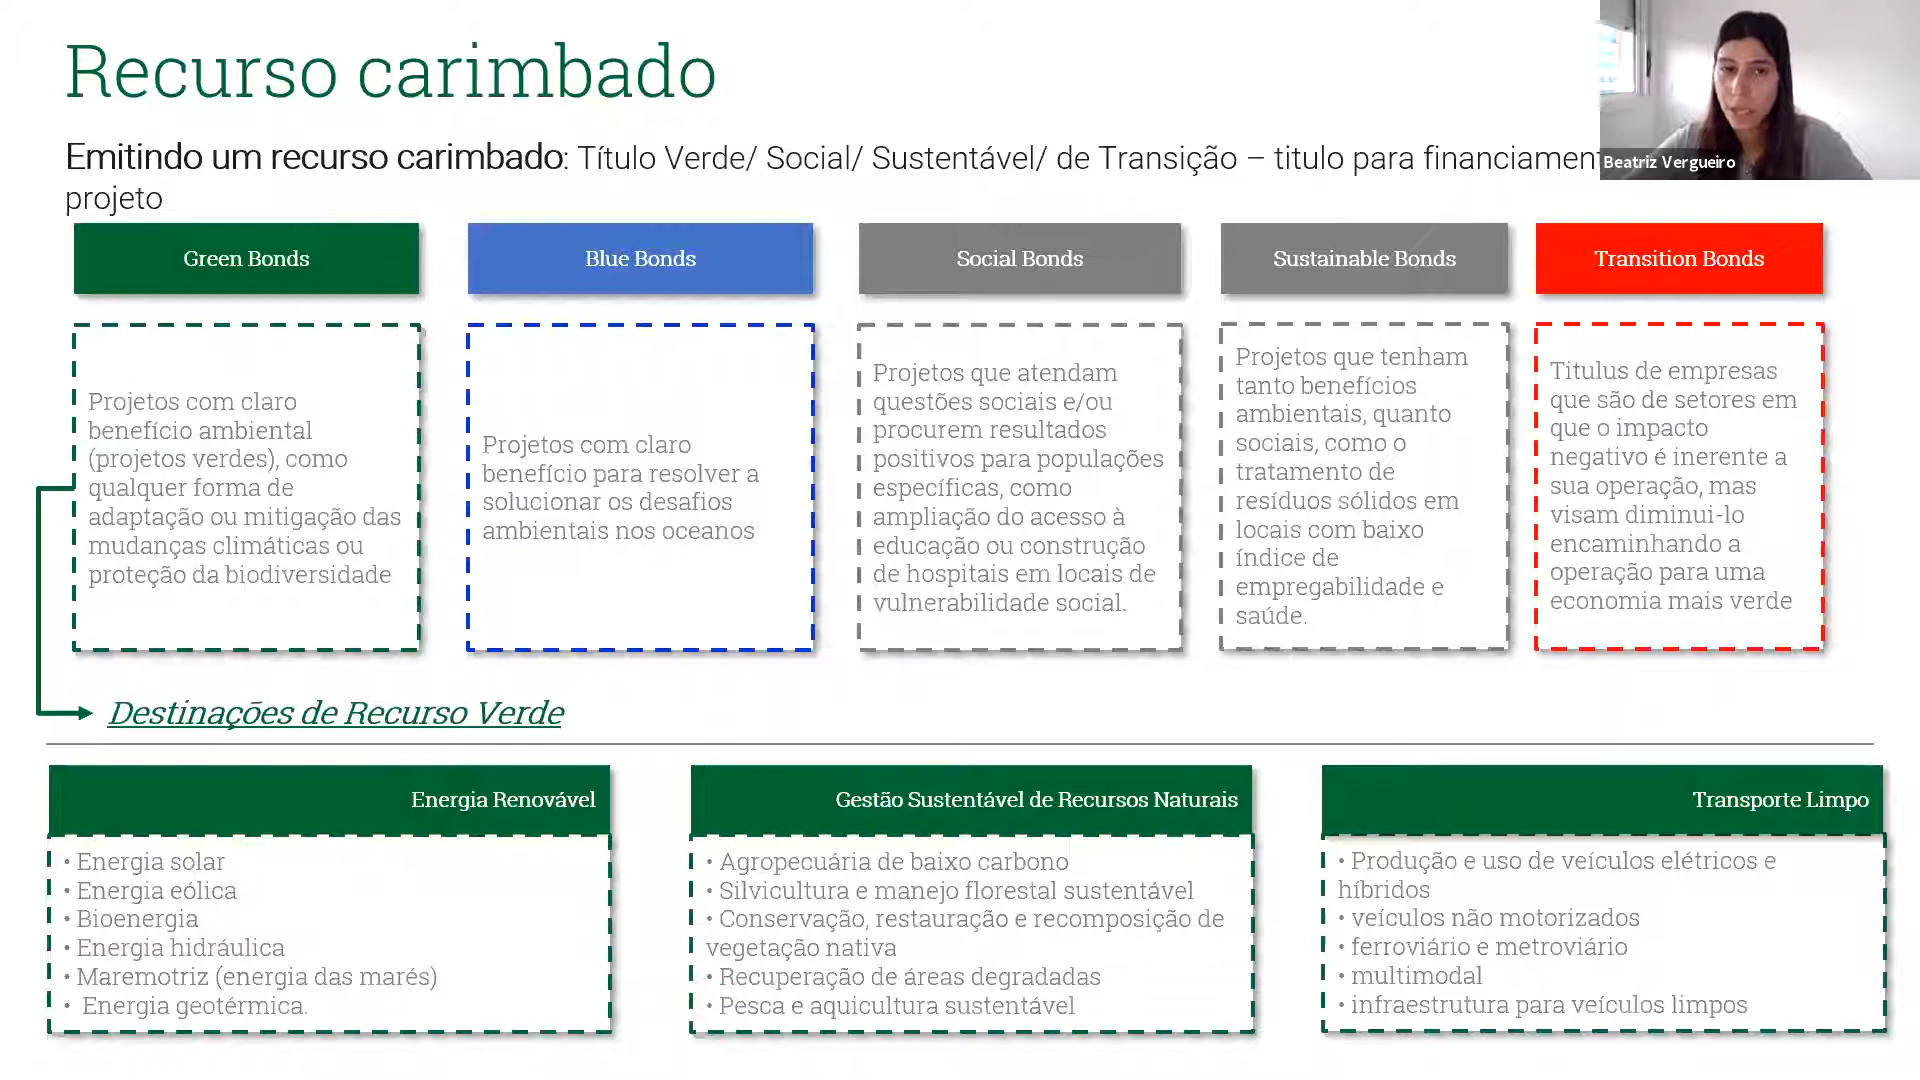 Recurso carimbado
Emitindo um recurso carimbado: Título Verde/ Social/ Sustentável/ de Transição – titulo para financiamen
projeto
Beatriz Vergueiro
Green Bonds
Projetos com claro
benefício ambiental
(projetos verdes), como
qualquer forma de
adaptação ou mitigação das
mudanças climáticas ou
proteção da biodiversidade
Blue Bonds
Projetos com claro
benefício para resolver a
solucionar os desafios
ambientais nos oceanos
Social Bonds
Projetos que atendam
questões sociais e/ou
procurem resultados
positivos para populações
específicas, como
ampliação do acesso à
educação ou construção
de hospitais em locais de
vulnerabilidade social.
Sustainable Bonds
Projetos que tenham
tanto benefícios
ambientais, quanto
sociais, como o
tratamento de
resíduos sólidos em
locais com baixo
índice de
empregabilidade e
saúde.
Transition Bonds
Titulus de empresas
que são de setores em
que o impacto
negativo é inerente a
sua operação, mas
visam diminui-lo
encaminhando a
operação para uma
economia mais verde
Destinações de Recurso Verde
Energia Renovável
• Energia solar
• Energia eólica
• Bioenergia
• Energia hidráulica
• Maremotriz (energia das marés)
• Energia geotérmica.
Gestão Sustentável de Recursos Naturais
• Agropecuária de baixo carbono
• Silvicultura e manejo florestal sustentável
• Conservação, restauração e recomposição de
vegetação nativa
• Recuperação de áreas degradadas
• Pesca e aquicultura sustentável
Transporte Limpo
• Produção e uso de veículos elétricos e
híbridos
• veículos não motorizados
• ferroviário e metroviário
• multimodal
• infraestrutura para veículos limpos